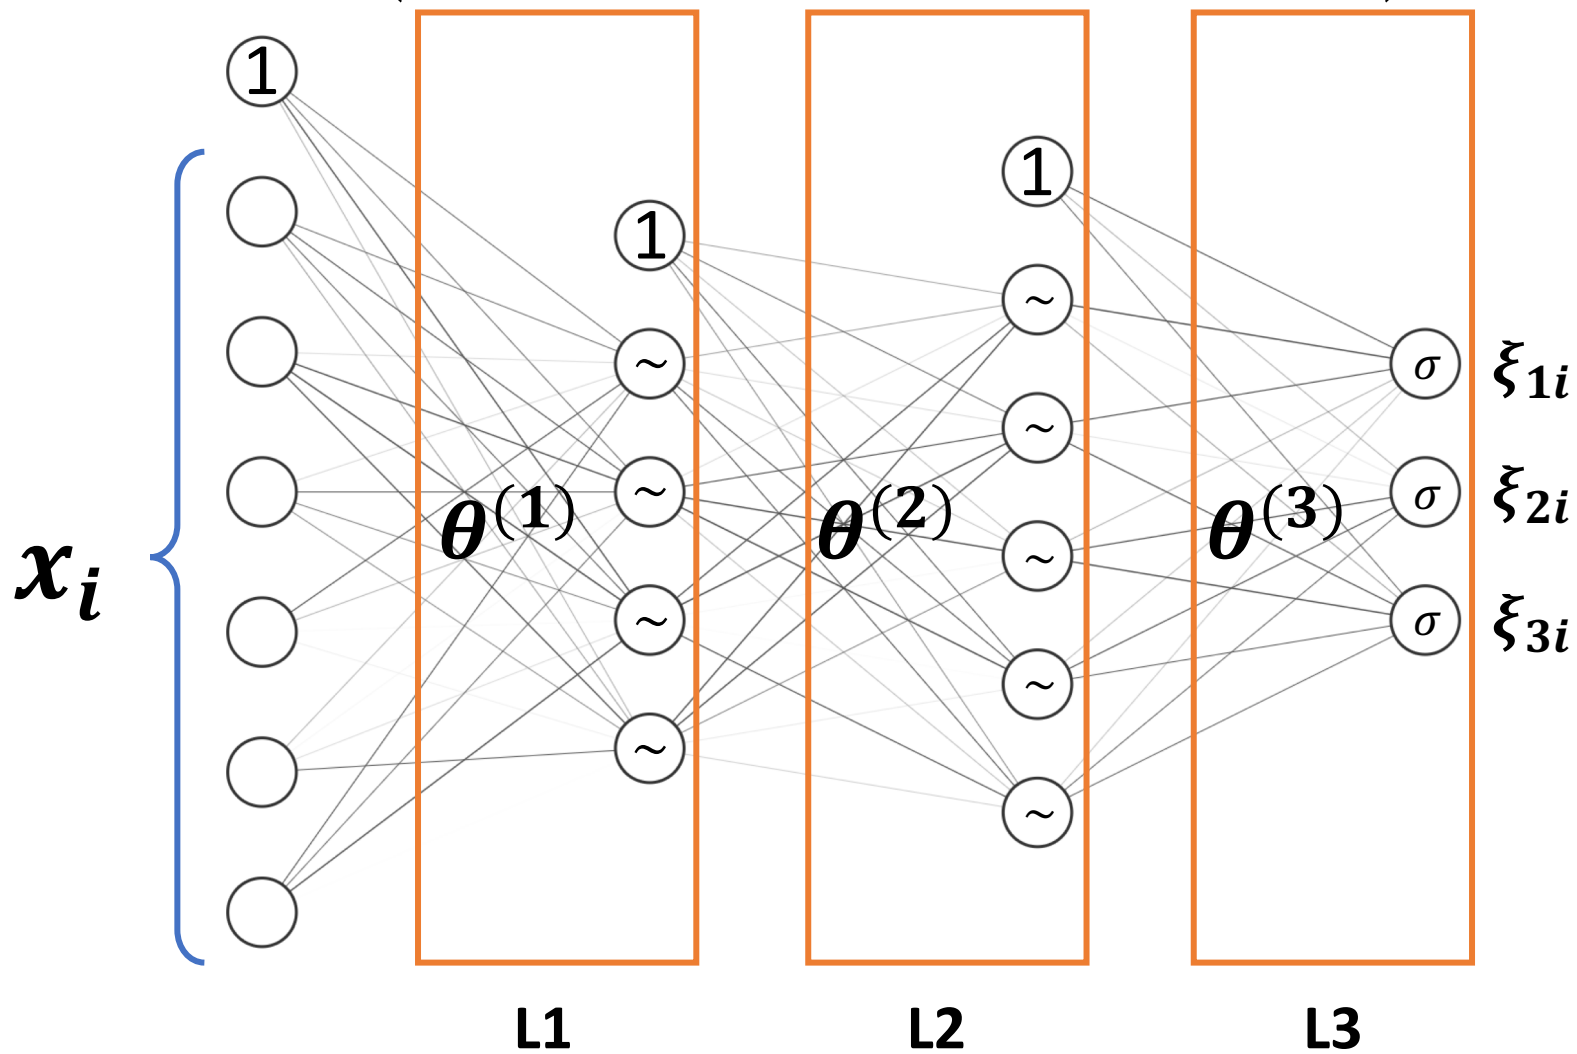 1
1
1
~
~
~
~
~
~
~
~
~
σ
σ
σ
x_i
θ^(1)
θ^(2)
θ^(3)
ξ_1i
ξ_2i
ξ_3i
L1
L2
L3